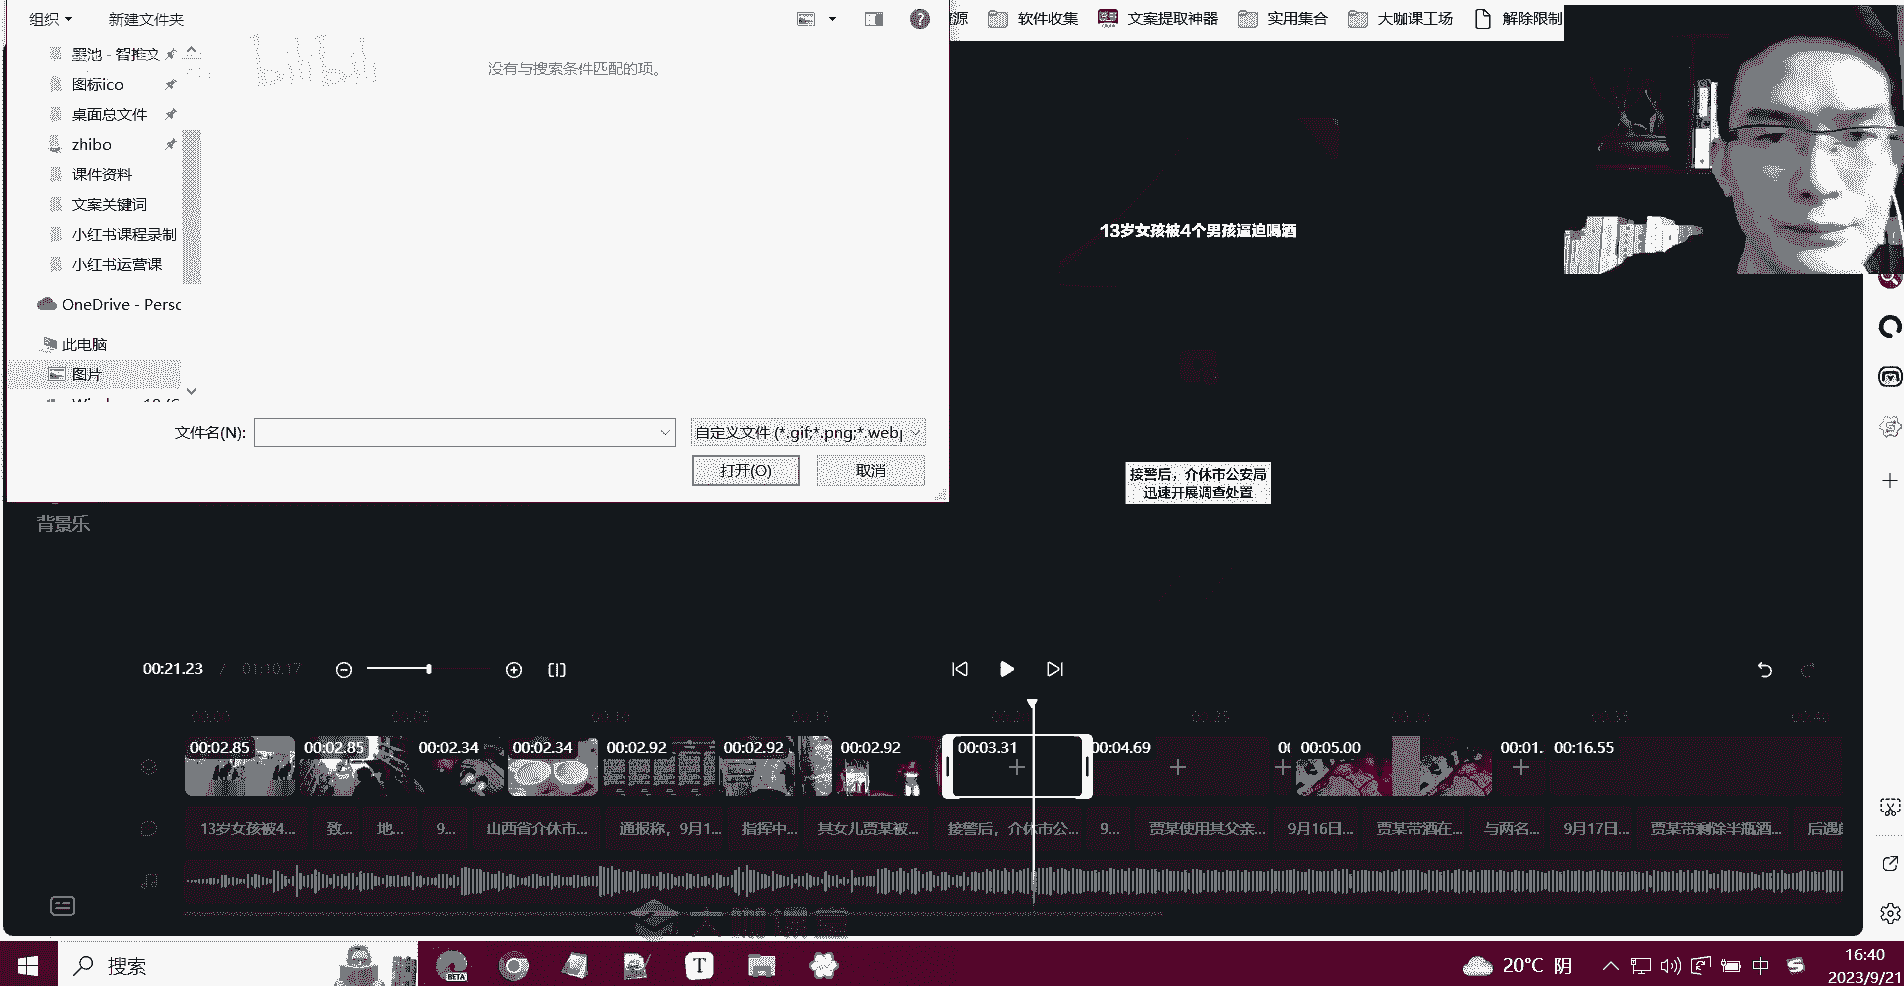 组织
新建文件夹
源
软件收集
文案提取神器
实用集合
大咖课工场
解除限制
bilibili
墨池 - 智推文
图标ico
桌面总文件
zhibo
课件资料
文案关键词
小红书课程录制
小红书运营课
OneDrive - Persc
此电脑
图片
没有与搜索条件匹配的项。
文件名(N):
自定义文件 (*.gif;*.png;*.webp
打开(O)
取消
13岁女孩被4个男孩逼迫喝酒
接警后，介休市公安局
迅速开展调查处置
背景乐
00:21.23 / 01:10.17
00:02.85
00:02.85
00:02.34
00:02.34
00:02.92
00:02.92
00:02.92
00:03.31
00:04.69
00:05.00
00:01.
00:16.55
13岁女孩被4...
致...
地...
9...
山西省介休市...
通报称，9月1...
指挥中...
其女儿贾某被...
接警后，介休市公...
9...
贾某使用其父亲...
9月16日...
贾某带酒在...
与两名...
9月17日...
贾某带剩除半瓶酒...
后遇
搜索
BETA
T
20°C 阴
中
16:40
2023/9/21